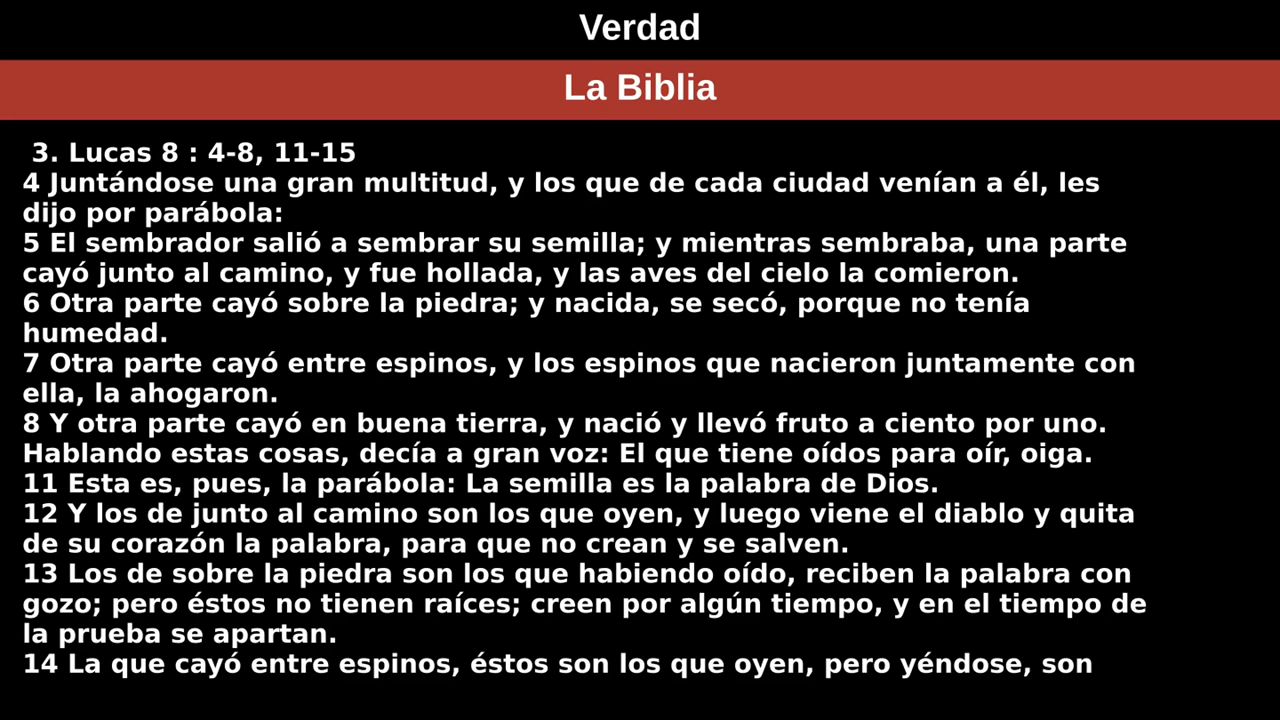 Verdad
La Biblia
3. Lucas 8 : 4-8, 11-15
4 Juntándose una gran multitud, y los que de cada ciudad venían a él, les
dijo por parábola:
5 El sembrador salió a sembrar su semilla; y mientras sembraba, una parte
cayó junto al camino, y fue hollada, y las aves del cielo la comieron.
6 Otra parte cayó sobre la piedra; y nacida, se secó, porque no tenía
humedad.
7 Otra parte cayó entre espinos, y los espinos que nacieron juntamente con
ella, la ahogaron.
8 Y otra parte cayó en buena tierra, y nació y llevó fruto a ciento por uno.
Hablando estas cosas, decía a gran voz: El que tiene oídos para oír, oiga.
11 Esta es, pues, la parábola: La semilla es la palabra de Dios.
12 Y los de junto al camino son los que oyen, y luego viene el diablo y quita
de su corazón la palabra, para que no crean y se salven.
13 Los de sobre la piedra son los que habiendo oído, reciben la palabra con
gozo; pero éstos no tienen raíces; creen por algún tiempo, y en el tiempo de
la prueba se apartan.
14 La que cayó entre espinos, éstos son los que oyen, pero yéndose, son